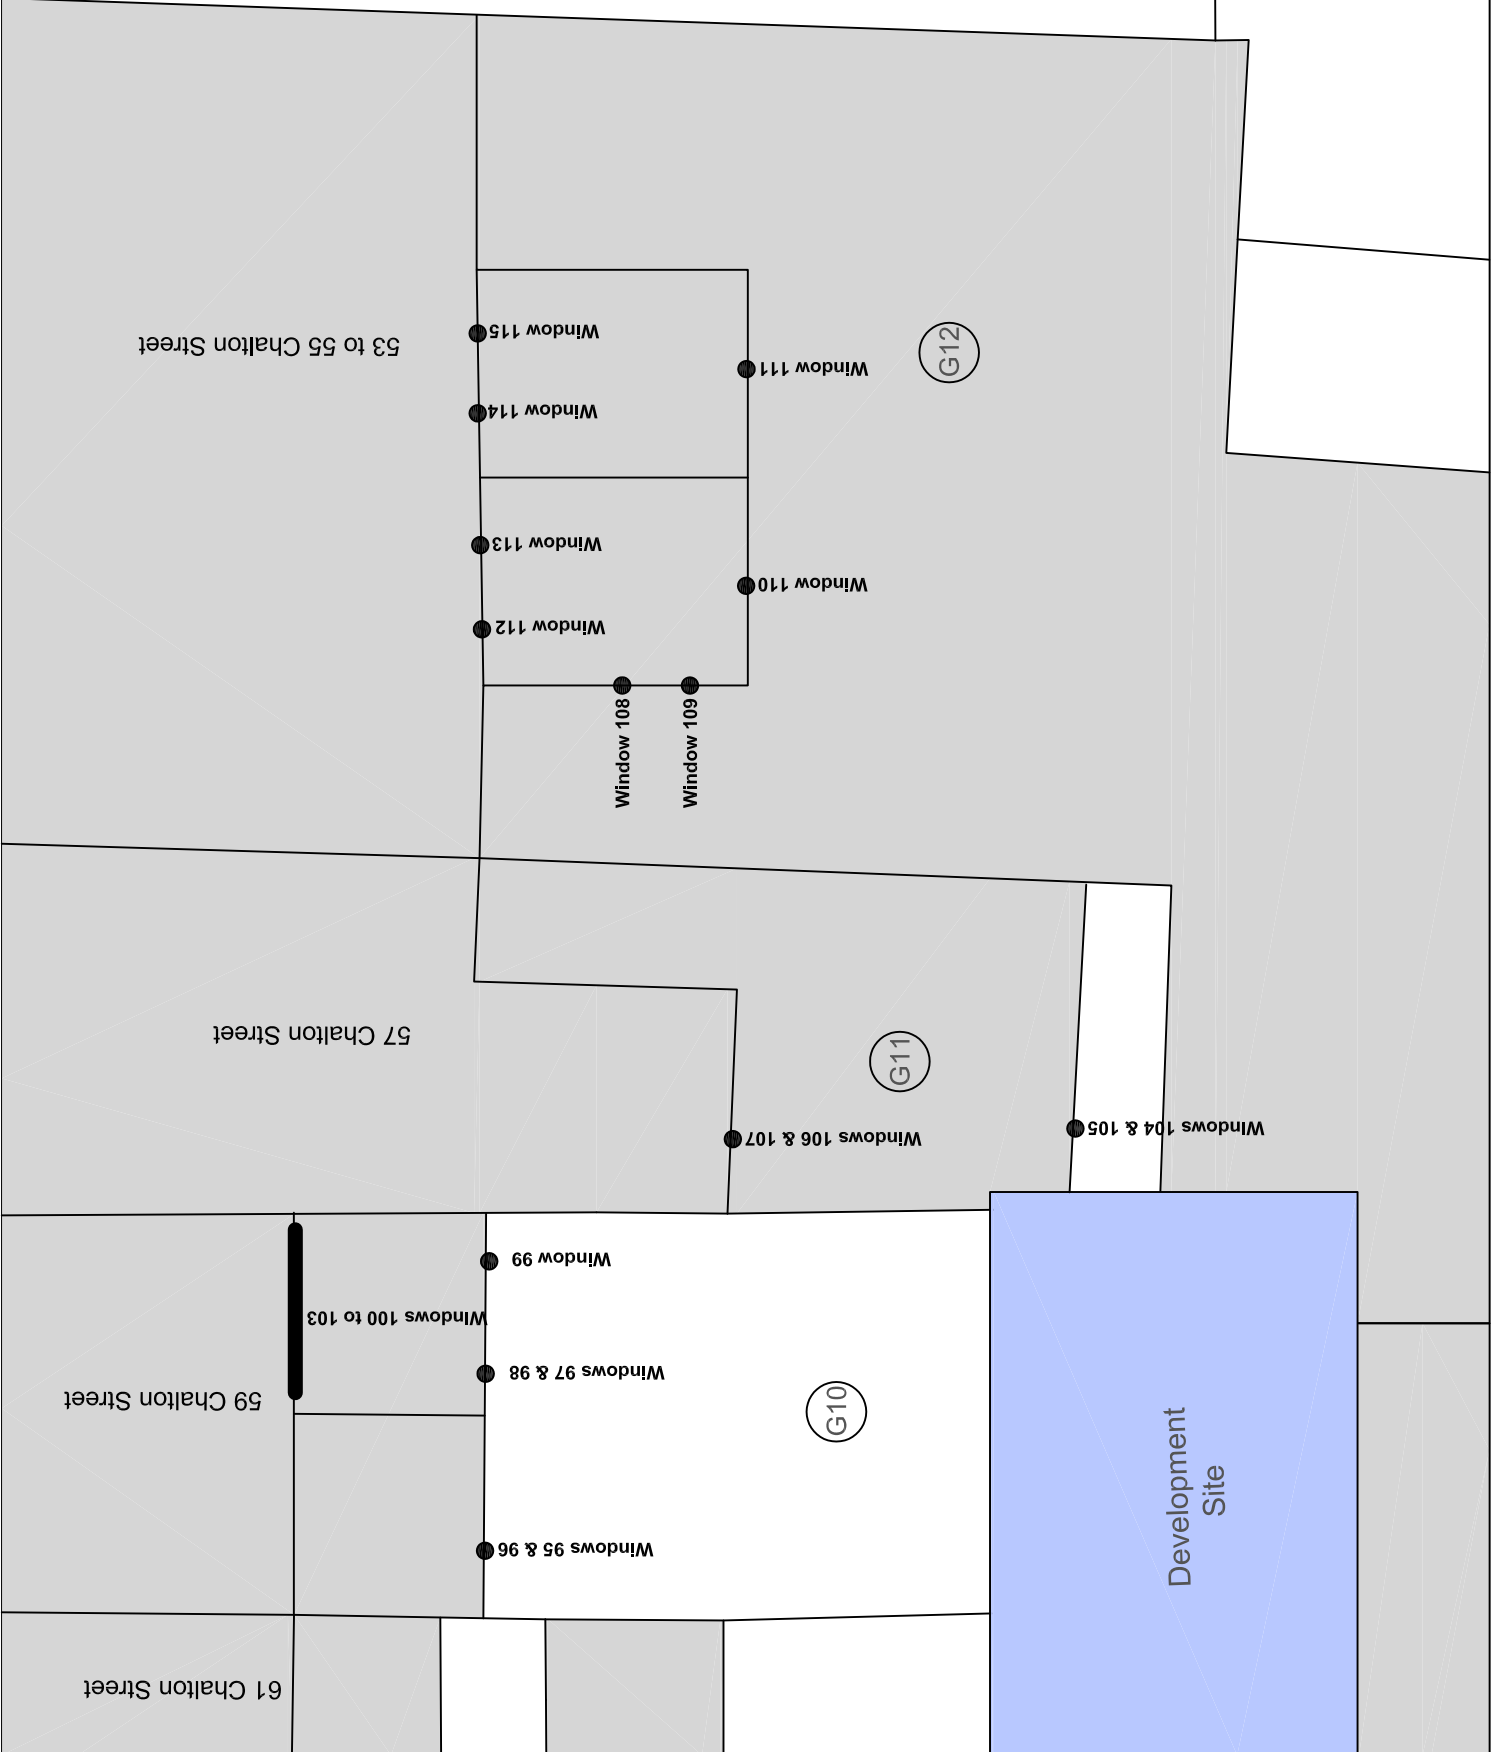 53 to 55 Chalton Street
Window 115
Window 111
G12
Window 114
Window 113
Window 110
Window 112
Window 108
Window 109
57 Chalton Street
G11
Windows 106 & 107
Windows 104 & 105
Window 99
Windows 100 to 103
Windows 97 & 98
59 Chalton Street
G10
Windows 95 & 96
Development
Site
61 Chalton Street